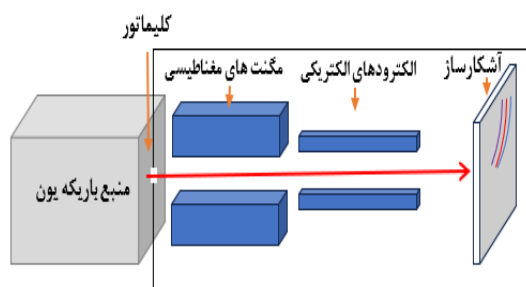 کلیماتور
مگنت های مغناطیسی
الکترودهای الکتریکی
آشکارساز
منبع باریکه یون